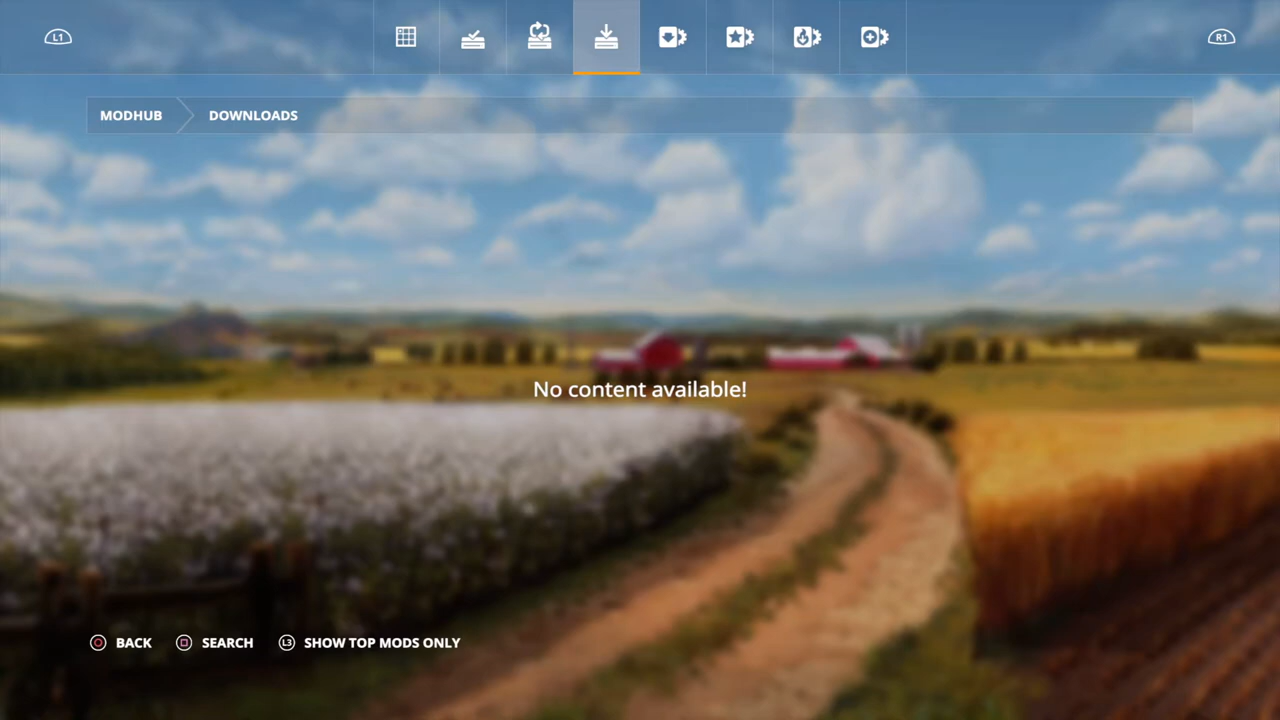 L1
R1
MODHUB
DOWNLOADS
No content available!
BACK
SEARCH
L3
SHOW TOP MODS ONLY